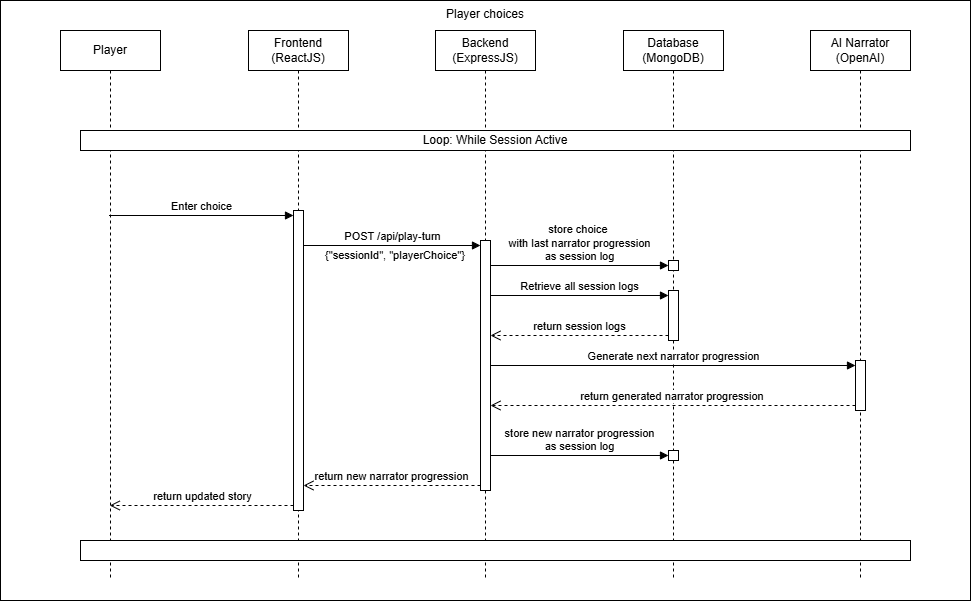 Player choices
Player
Frontend
(ReactJS)
Backend
(ExpressJS)
Database
(MongoDB)
AI Narrator
(OpenAI)
Loop: While Session Active
Enter choice
POST /api/play-turn
{"sessionId", "playerChoice"}
store choice
with last narrator progression
as session log
Retrieve all session logs
return session logs
Generate next narrator progression
return generated narrator progression
store new narrator progression
as session log
return new narrator progression
return updated story